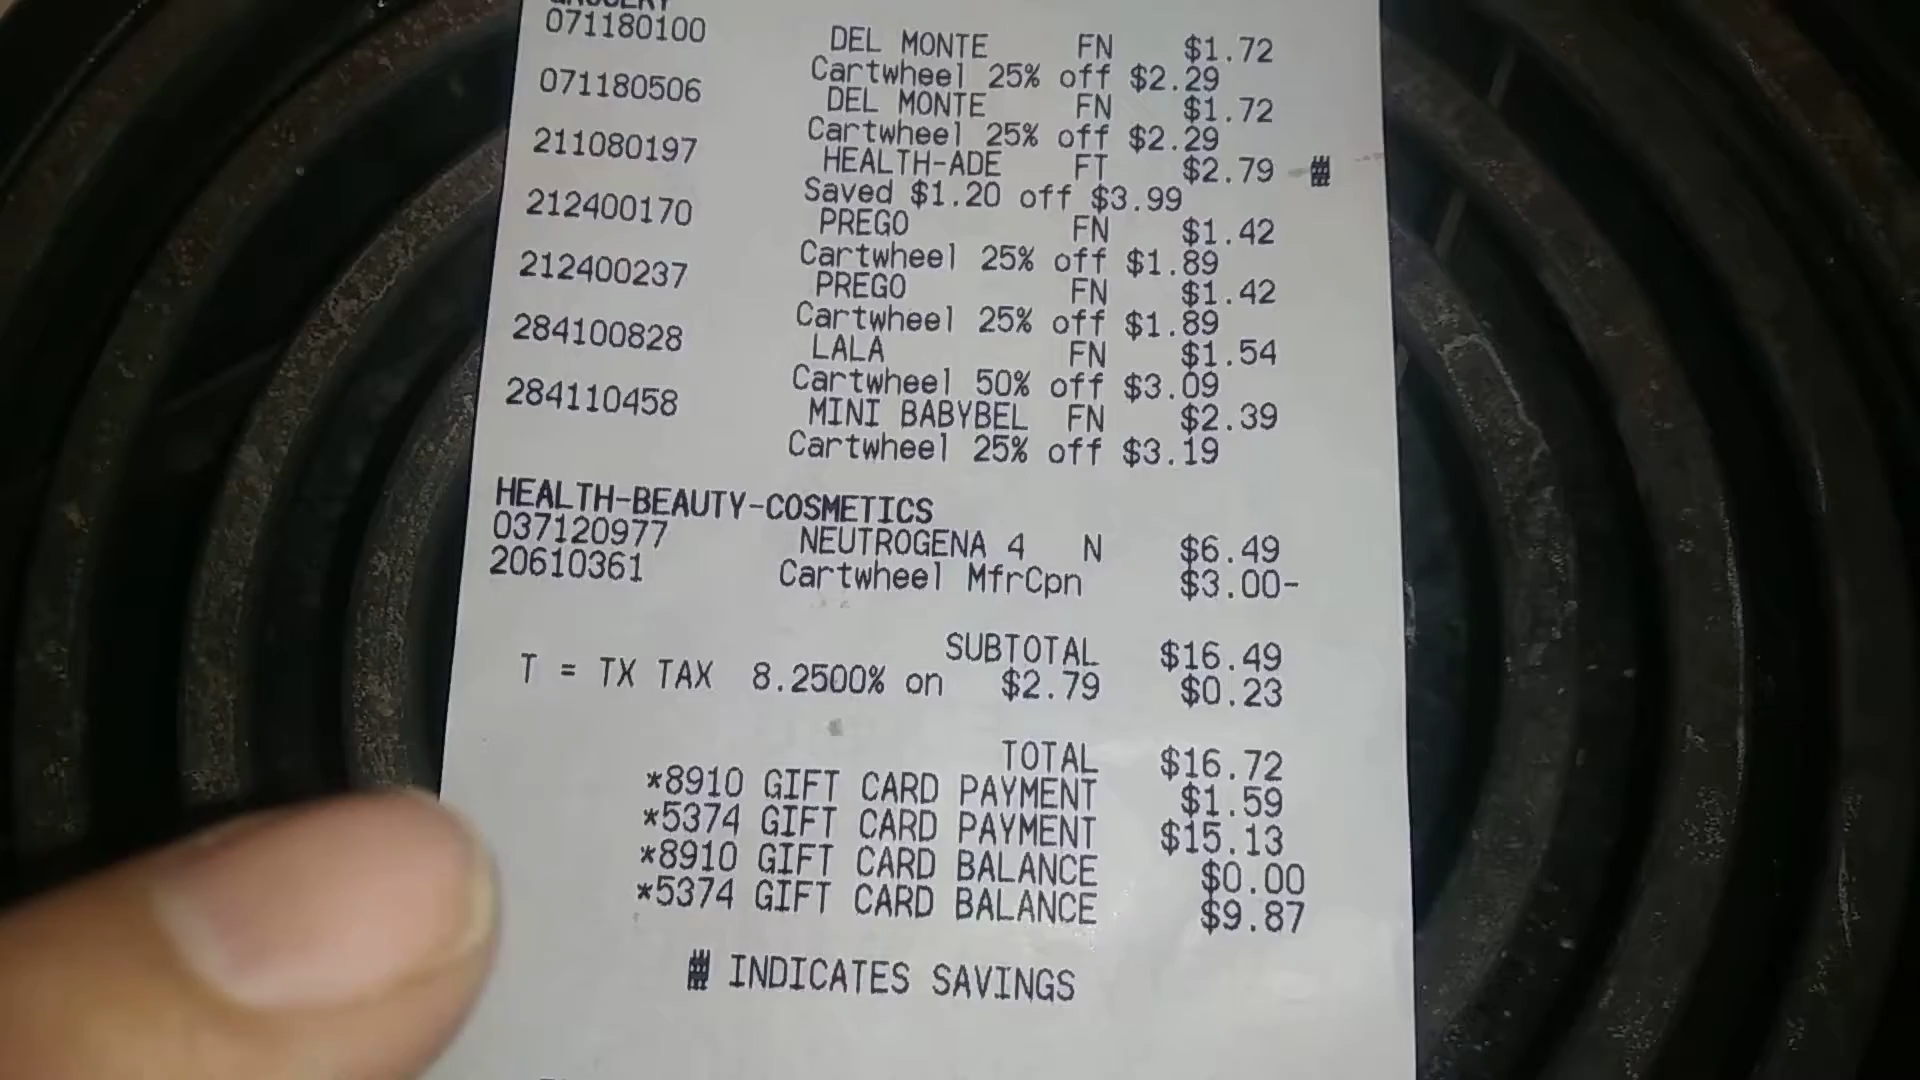 GROCERY
071180100 DEL MONTE FN $1.72
Cartwheel 25% off $2.29
071180506 DEL MONTE FN $1.72
Cartwheel 25% off $2.29
211080197 HEALTH-ADE FT $2.79
Saved $1.20 off $3.99
212400170 PREGO FN $1.42
Cartwheel 25% off $1.89
212400237 PREGO FN $1.42
Cartwheel 25% off $1.89
284100828 LALA FN $1.54
Cartwheel 50% off $3.09
284110458 MINI BABYBEL FN $2.39
Cartwheel 25% off $3.19
HEALTH-BEAUTY-COSMETICS
037120977 NEUTROGENA 4 N $6.49
20610361 Cartwheel MfrCpn $3.00-
SUBTOTAL $16.49
T = TX TAX 8.2500% on $2.79 $0.23
TOTAL $16.72
*8910 GIFT CARD PAYMENT $1.59
*5374 GIFT CARD PAYMENT $15.13
*8910 GIFT CARD BALANCE $0.00
*5374 GIFT CARD BALANCE $9.87
INDICATES SAVINGS